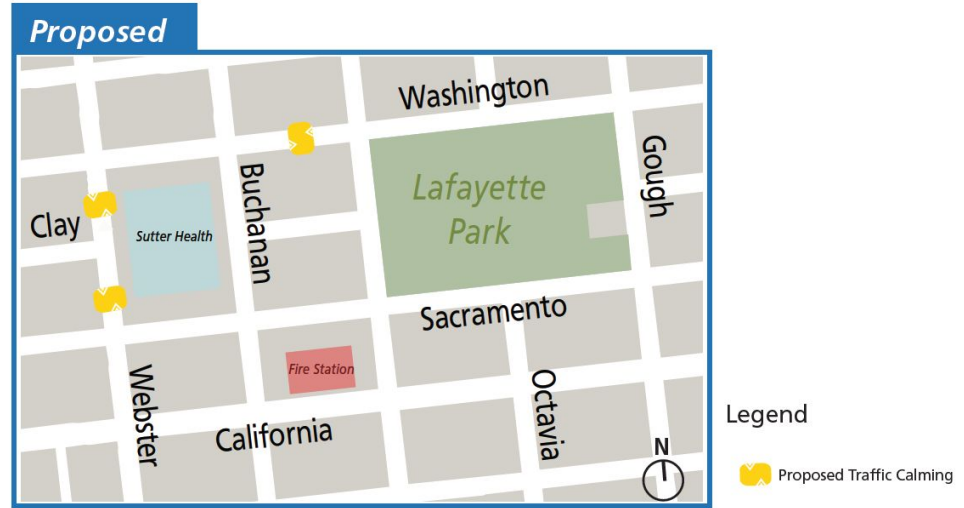 Proposed
Washington
Gough
Buchanan
Lafayette
Park
Clay
Sutter Health
Sacramento
Fire Station
Webster
Octavia
California
N
Legend
Proposed Traffic Calming